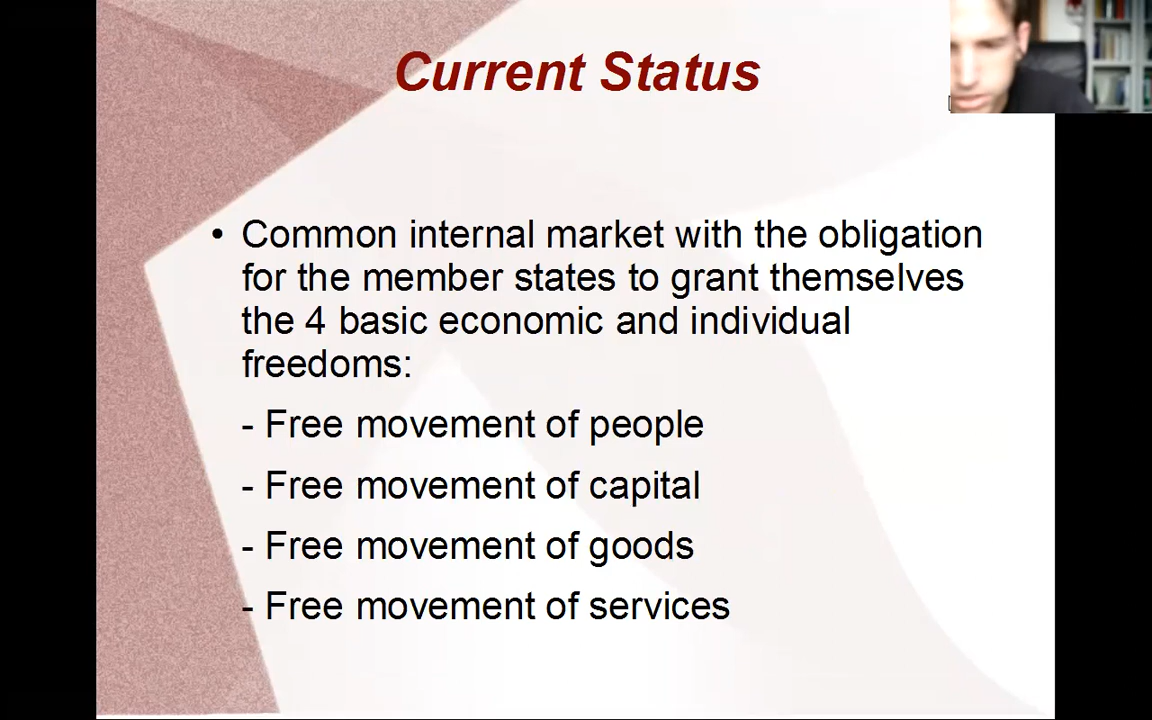 Current Status
• Common internal market with the obligation
for the member states to grant themselves
the 4 basic economic and individual
freedoms:
- Free movement of people
- Free movement of capital
- Free movement of goods
- Free movement of services